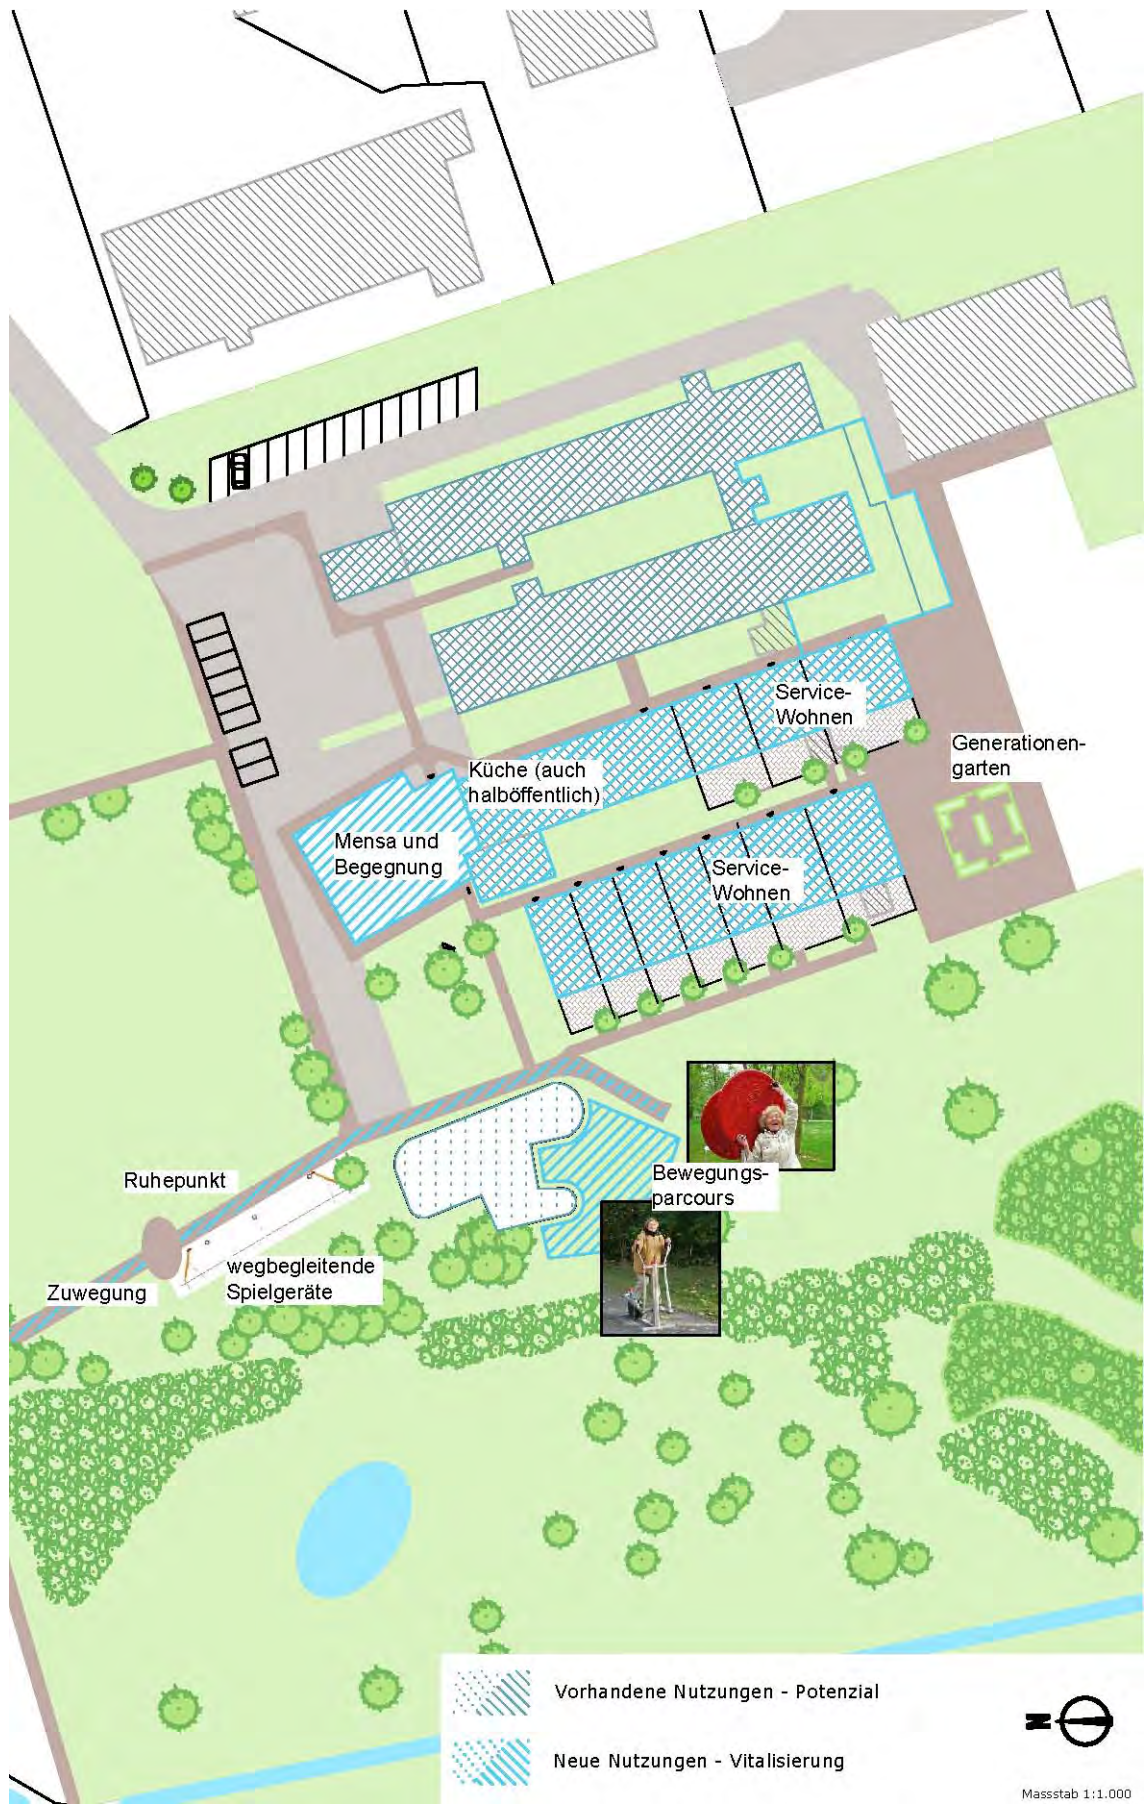 Service-
Wohnen
Generationen-
garten
Küche (auch
halböffentlich)
Mensa und
Begegnung
Service-
Wohnen
Bewegungs-
parcours
Ruhepunkt
wegbegleitende
Spielgeräte
Zuwegung
Vorhandene Nutzungen - Potenzial
N
Neue Nutzungen - Vitalisierung
Massstab 1:1.000